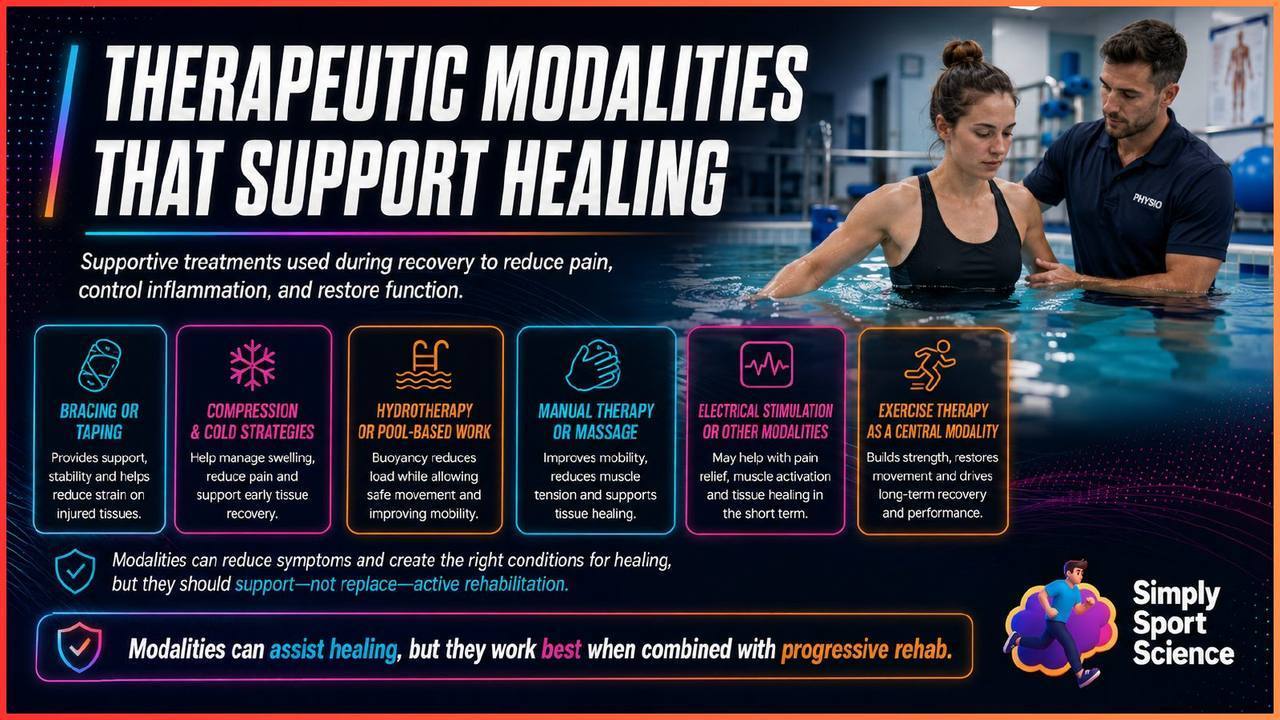 THERAPEUTIC MODALITIES
THAT SUPPORT HEALING
Supportive treatments used during recovery to reduce pain,
control inflammation, and restore function.
PHYSIO
BRACING OR
TAPING
Provides support,
stability and helps
reduce strain on
injured tissues.
COMPRESSION
& COLD STRATEGIES
Help manage swelling,
reduce pain and
support early tissue
recovery.
HYDROTHERAPY
OR POOL-BASED WORK
Buoyancy reduces
load while allowing
safe movement and
improving mobility.
MANUAL THERAPY
OR MASSAGE
Improves mobility,
reduces muscle
tension and supports
tissue healing.
ELECTRICAL STIMULATION
OR OTHER MODALITIES
May help with pain
relief, muscle activation
and tissue healing in
the short term.
EXERCISE THERAPY
AS A CENTRAL MODALITY
Builds strength, restores
movement and drives
long-term recovery
and performance.
Modalities can reduce symptoms and create the right conditions for healing,
but they should support—not replace—active rehabilitation.
Modalities can assist healing, but they work best when combined with progressive rehab.
Simply
Sport
Science